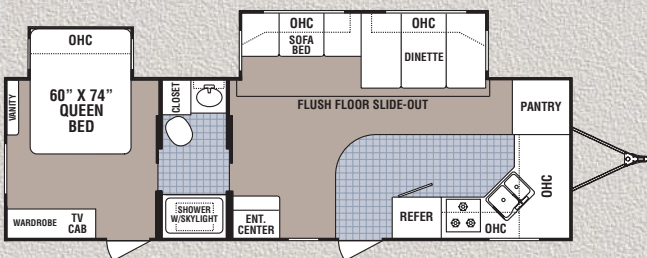 OHC
60” X 74”
QUEEN
BED
VANITY
WARDROBE
TV
CAB
CLOSET
SHOWER
W/SKYLIGHT
OHC
SOFA
BED
OHC
DINETTE
FLUSH FLOOR SLIDE-OUT
PANTRY
ENT.
CENTER
REFER
OHC
OHC